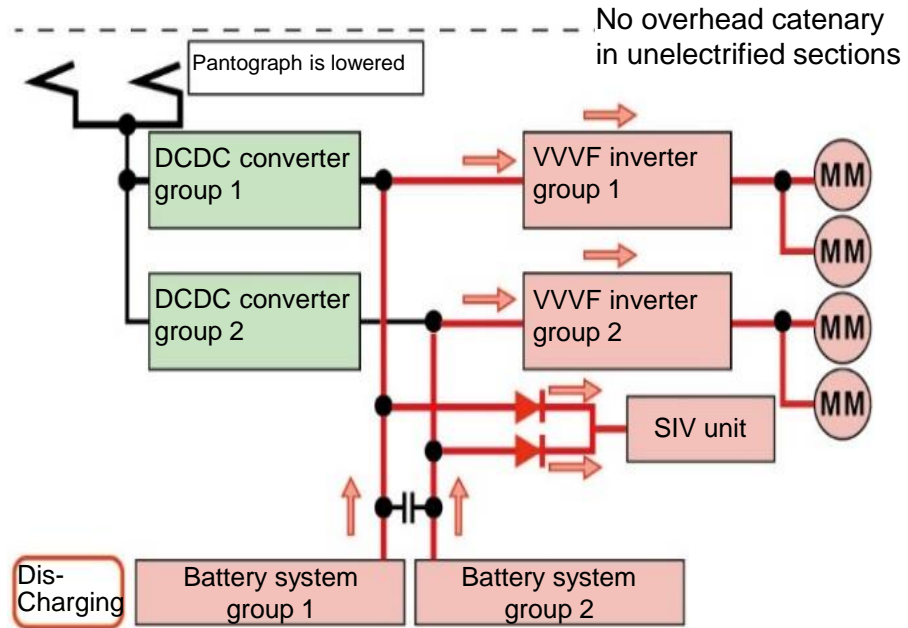 No overhead catenary
in unelectrified sections
Pantograph is lowered
DCDC converter
group 1
VVVF inverter
group 1
MM
MM
DCDC converter
group 2
VVVF inverter
group 2
MM
MM
SIV unit
Dis-
Charging
Battery system
group 1
Battery system
group 2